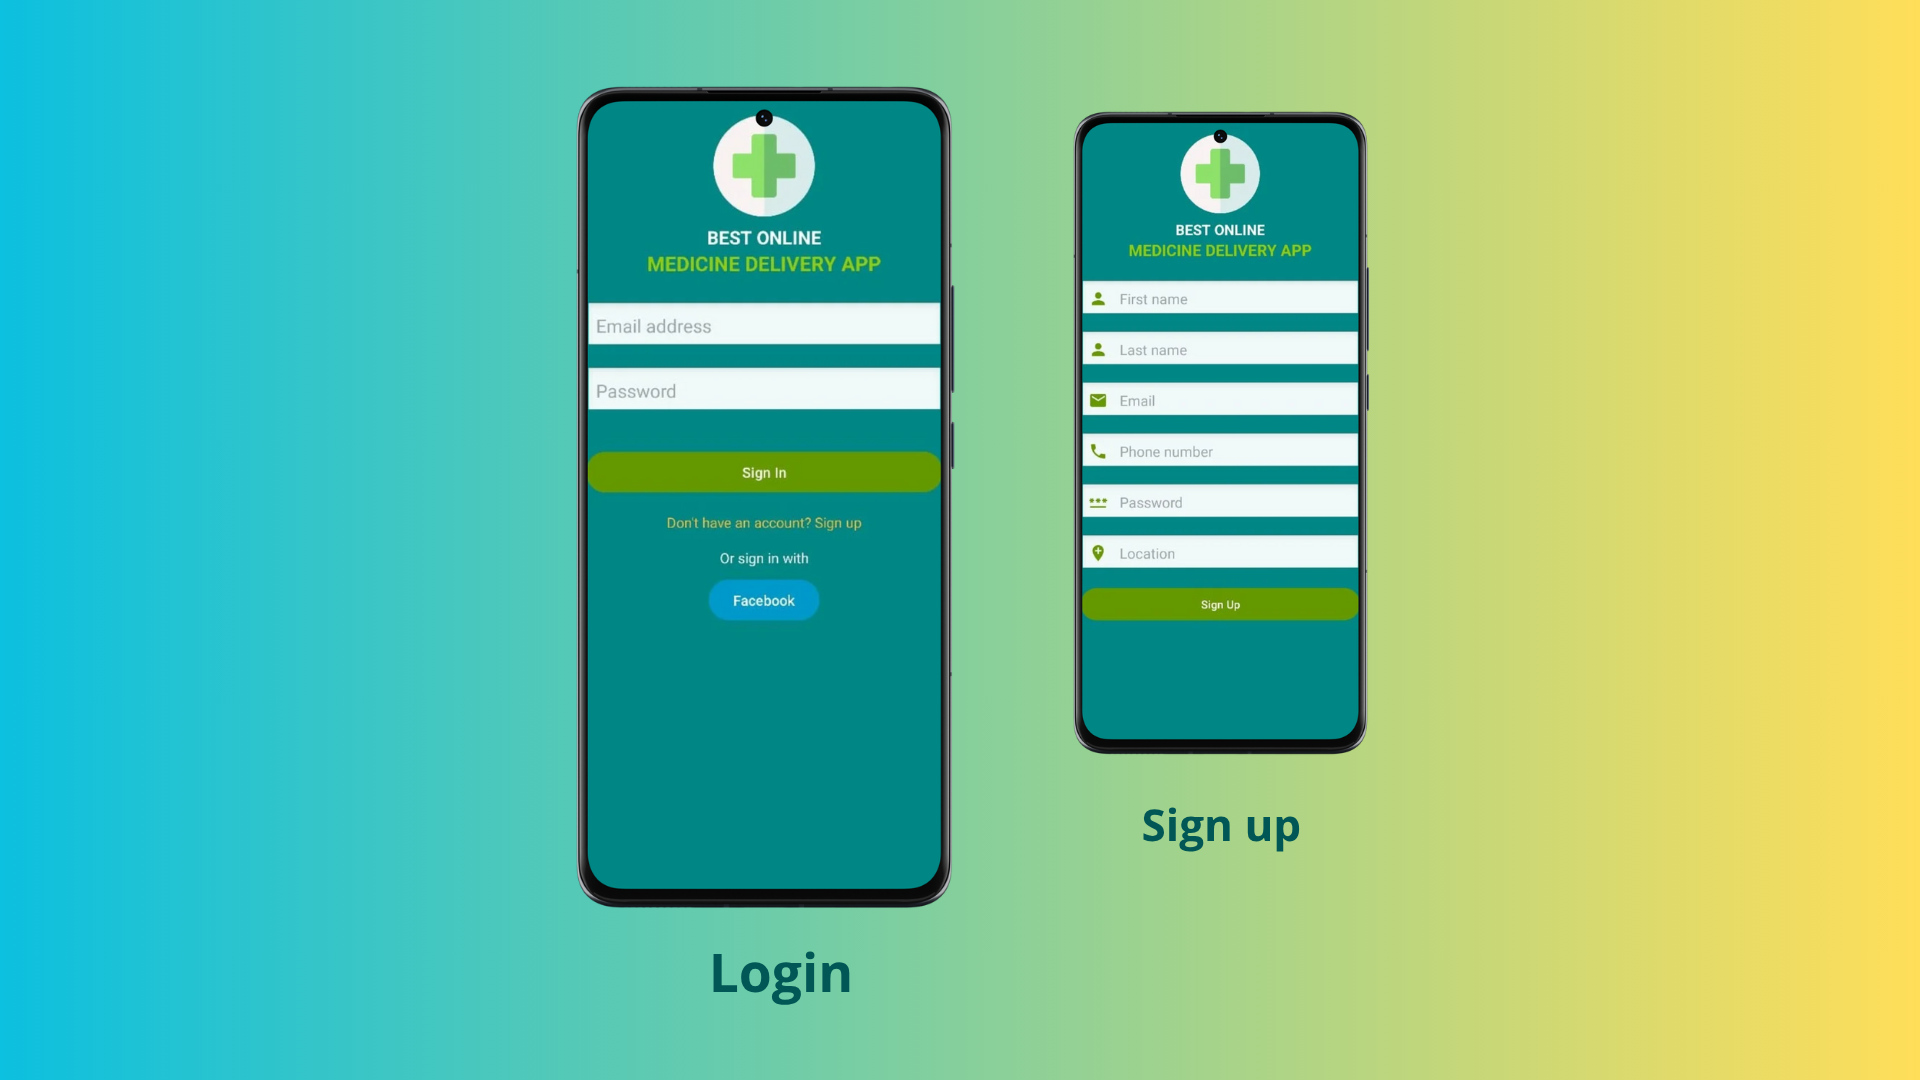 BEST ONLINE
MEDICINE DELIVERY APP
Email address
Password
Sign In
Don't have an account? Sign up
Or sign in with
Facebook
Login
BEST ONLINE
MEDICINE DELIVERY APP
First name
Last name
Email
Phone number
Password
Location
Sign Up
Sign up